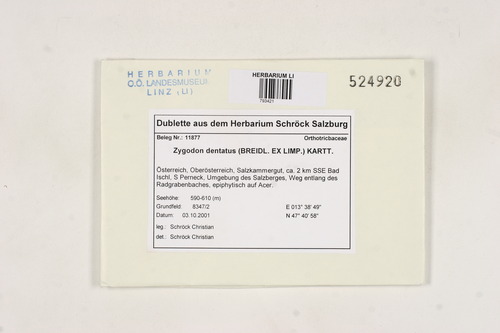 HERBARIUM
O.Ö. LANDESMUSEUM
LINZ (LI)
HERBARIUM LI
793421
524920
Dublette aus dem Herbarium Schröck Salzburg
Beleg Nr.: 11877 Orthotrichaceae
Zygodon dentatus (BREIDL. EX LIMP.) KARTT.
Österreich, Oberösterreich, Salzkammergut, ca. 2 km SSE Bad
Ischl, S Perneck, Umgebung des Salzberges, Weg entlang des
Radgrabenbaches, epiphytisch auf Acer.
Seehöhe: 590-610 (m)
Grundfeld: 8347/2 E 013° 38' 49"
Datum: 03.10.2001 N 47° 40' 58"
leg.: Schröck Christian
det.: Schröck Christian